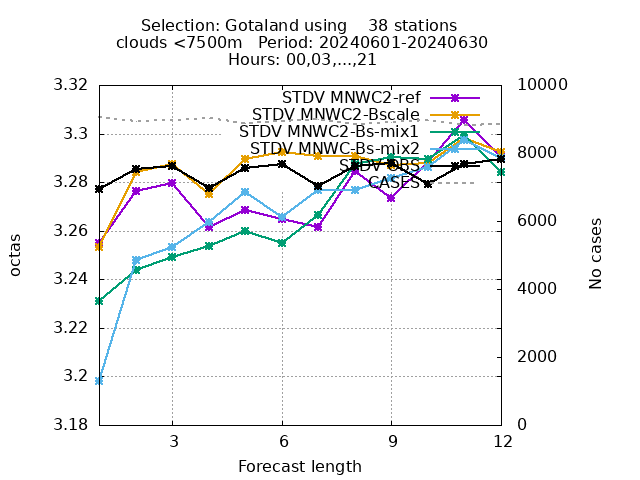 Selection: Gotaland using    38 stations
clouds <7500m   Period: 20240601-20240630
Hours: 00,03,...,21
3.32
3.3
3.28
3.26
3.24
3.22
3.2
3.18
octas
10000
8000
6000
4000
2000
0
No cases
STDV MNWC2-ref
STDV MNWC2-Bscale
STDV MNWC2-Bs-mix1
STDV MNWC-Bs-mix2
STDV OBS
CASES
3
6
9
12
Forecast length